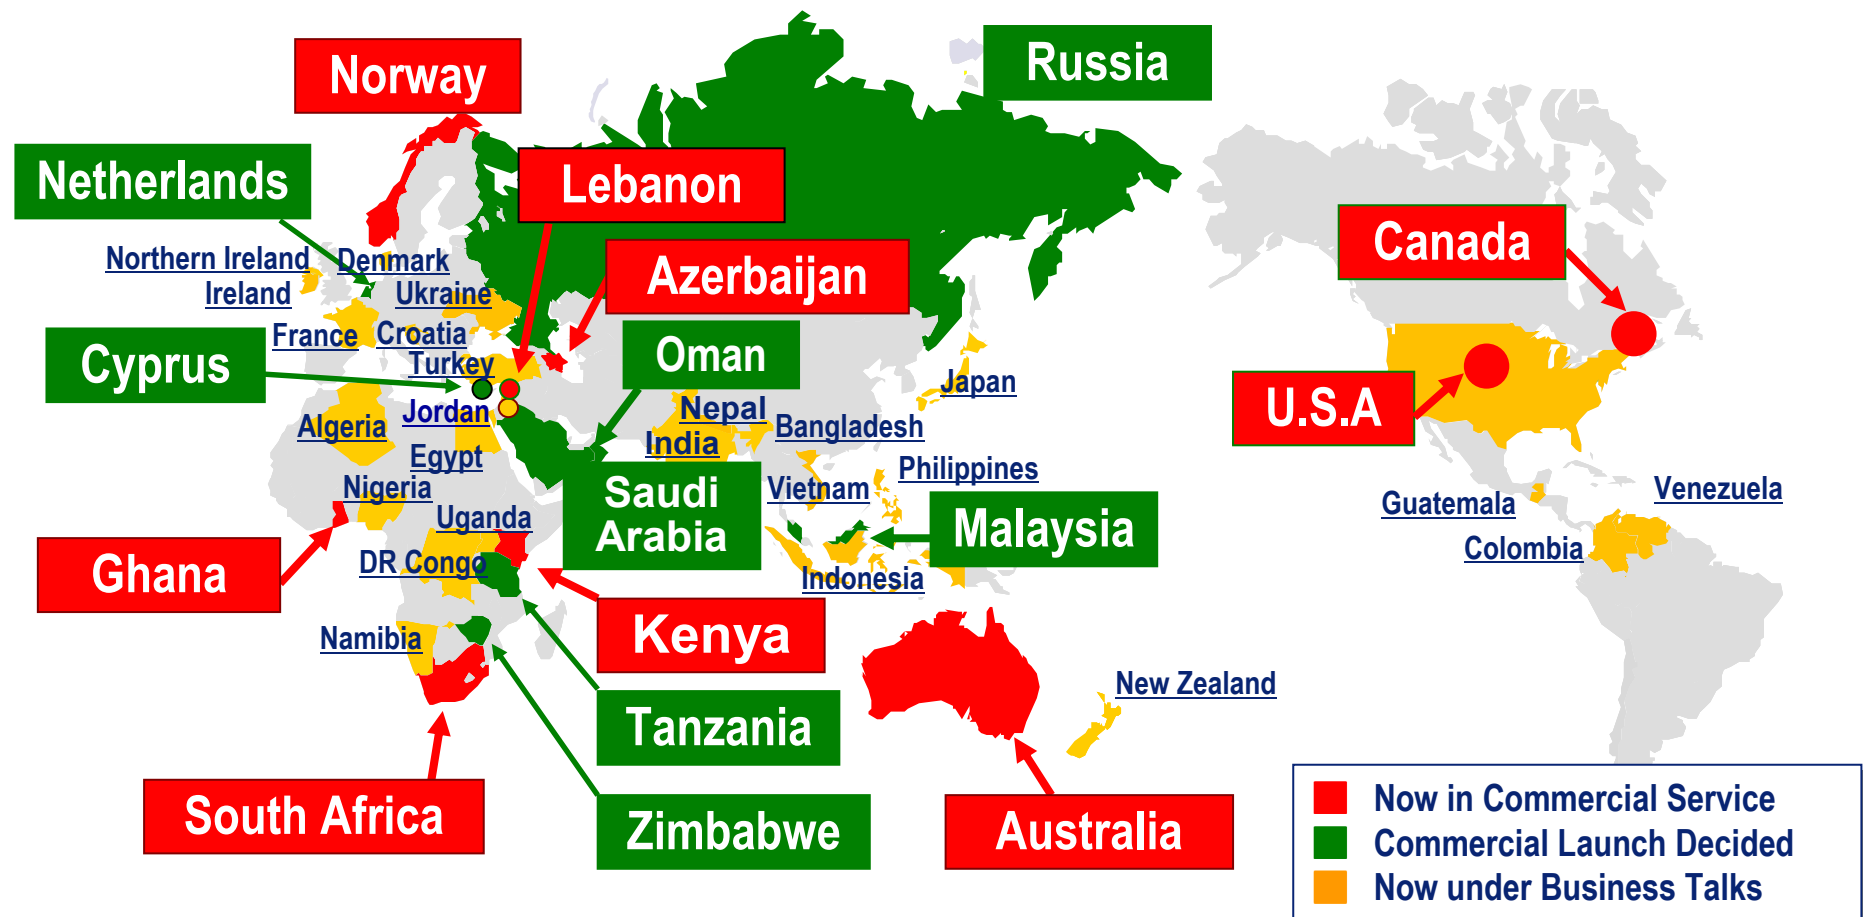 Russia
Norway
Netherlands
Lebanon
Canada
Northern Ireland
Denmark
Azerbaijan
Ireland
Ukraine
France
Croatia
Cyprus
Turkey
Oman
Japan
U.S.A
Jordan
Nepal
Algeria
India
Bangladesh
Egypt
Philippines
Nigeria
Saudi
Arabia
Vietnam
Guatemala
Venezuela
Uganda
Malaysia
Colombia
Ghana
DR Congo
Indonesia
Namibia
Kenya
New Zealand
Tanzania
South Africa
Zimbabwe
Australia
Now in Commercial Service
Commercial Launch Decided
Now under Business Talks